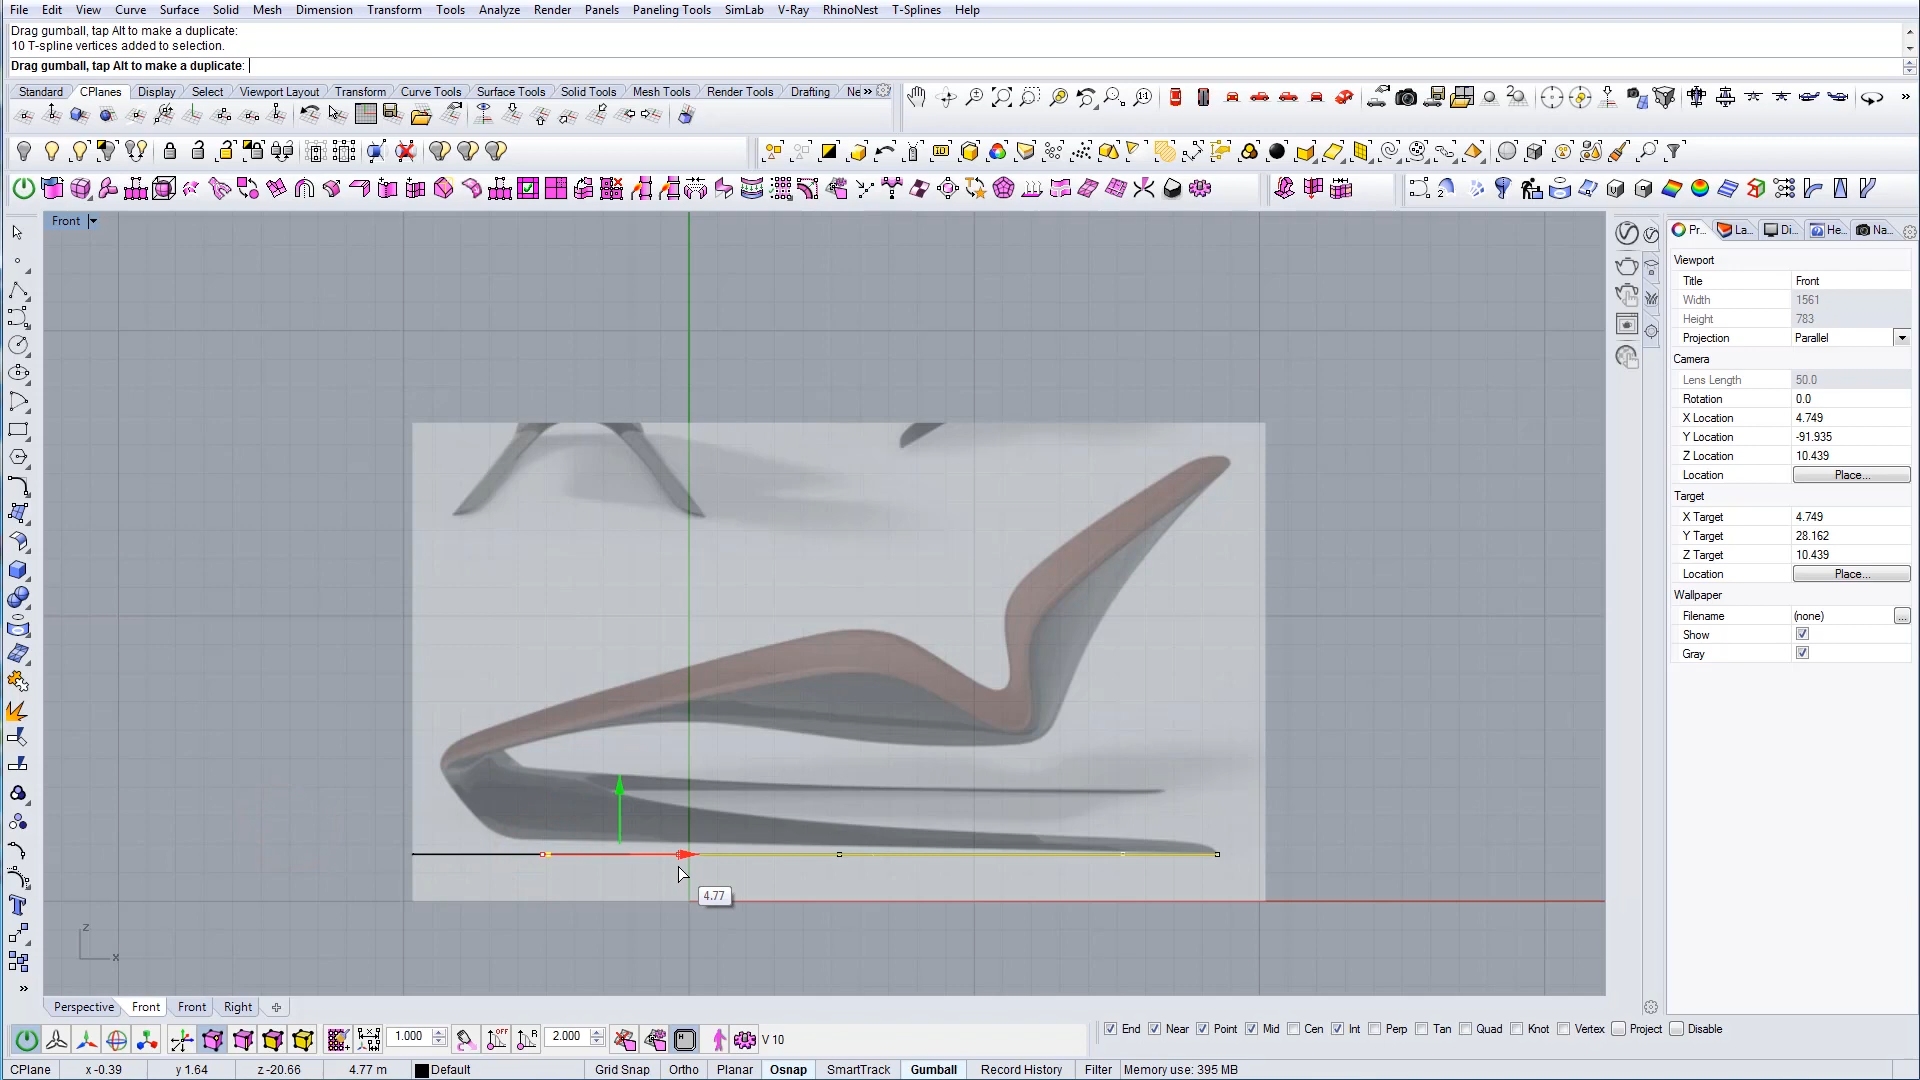 File Edit View Curve Surface Solid Mesh Dimension Transform Tools Analyze Render Panels Paneling Tools SimLab V-Ray RhinoNest T-Splines Help
Drag gumball, tap Alt to make a duplicate:
10 T-spline vertices added to selection.
Drag gumball, tap Alt to make a duplicate:
Standard CPlanes Display Select Viewport Layout Transform Curve Tools Surface Tools Solid Tools Mesh Tools Render Tools Drafting Ne »
Front
Pr... La... Di... He... Na...
Viewport
Title Front
Width 1561
Height 783
Projection Parallel
Camera
Lens Length 50.0
Rotation 0.0
X Location 4.749
Y Location -91.935
Z Location 10.439
Location Place...
Target
X Target 4.749
Y Target 28.162
Z Target 10.439
Location Place...
Wallpaper
Filename (none) ...
Show
Gray
4.77
z
x
Perspective Front Front Right
1.000 2.000 V 10
End Near Point Mid Cen Int Perp Tan Quad Knot Vertex Project Disable
CPlane x -0.39 y 1.64 z -20.66 4.77 m Default Grid Snap Ortho Planar Osnap SmartTrack Gumball Record History Filter Memory use: 395 MB